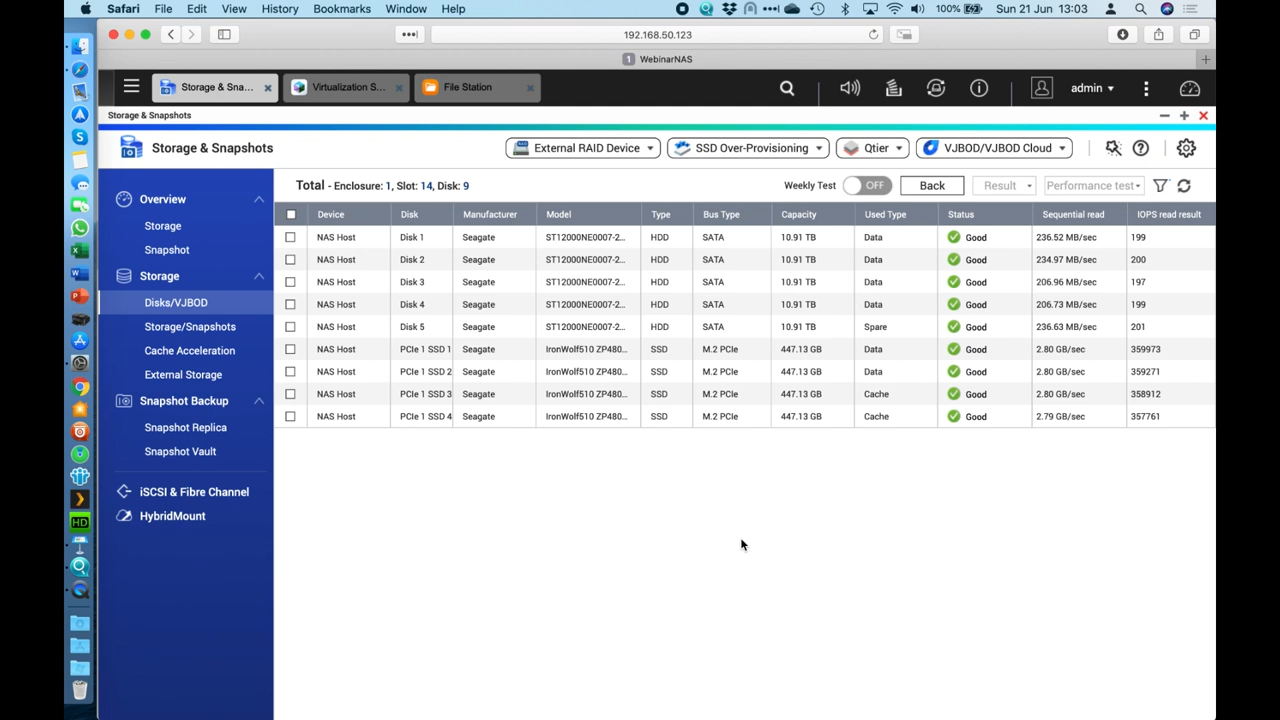 Safari File Edit View History Bookmarks Window Help 100% Sun 21 Jun 13:03
192.168.50.123
1 WebinarNAS
Storage & Sna... Virtualization S... File Station admin
Storage & Snapshots
Storage & Snapshots External RAID Device SSD Over-Provisioning Qtier VJBOD/VJBOD Cloud
Total - Enclosure: 1, Slot: 14, Disk: 9 Weekly Test OFF Back Result Performance test
Overview
Storage
Snapshot
Storage
Disks/VJBOD
Storage/Snapshots
Cache Acceleration
External Storage
Snapshot Backup
Snapshot Replica
Snapshot Vault
iSCSI & Fibre Channel
HybridMount
Device Disk Manufacturer Model Type Bus Type Capacity Used Type Status Sequential read IOPS read result
NAS Host Disk 1 Seagate ST12000NE0007-2... HDD SATA 10.91 TB Data Good 236.52 MB/sec 199
NAS Host Disk 2 Seagate ST12000NE0007-2... HDD SATA 10.91 TB Data Good 234.97 MB/sec 200
NAS Host Disk 3 Seagate ST12000NE0007-2... HDD SATA 10.91 TB Data Good 206.96 MB/sec 197
NAS Host Disk 4 Seagate ST12000NE0007-2... HDD SATA 10.91 TB Data Good 206.73 MB/sec 199
NAS Host Disk 5 Seagate ST12000NE0007-2... HDD SATA 10.91 TB Spare Good 236.63 MB/sec 201
NAS Host PCIe 1 SSD 1 Seagate IronWolf510 ZP480... SSD M.2 PCIe 447.13 GB Data Good 2.80 GB/sec 359973
NAS Host PCIe 1 SSD 2 Seagate IronWolf510 ZP480... SSD M.2 PCIe 447.13 GB Data Good 2.80 GB/sec 359271
NAS Host PCIe 1 SSD 3 Seagate IronWolf510 ZP480... SSD M.2 PCIe 447.13 GB Cache Good 2.80 GB/sec 358912
NAS Host PCIe 1 SSD 4 Seagate IronWolf510 ZP480... SSD M.2 PCIe 447.13 GB Cache Good 2.79 GB/sec 357761
HD